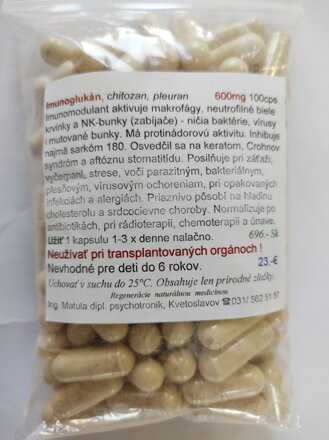 Imunoglukán, chitozan, pleuran 600mg 100cps
Imunomodulant aktivuje makrofágy, neutrofilné biele
krvinky a NK-bunky (zabíjače) - ničia baktérie, vírusy
i mutované bunky. Má protinádorovú aktivitu. Inhibuje
najmä sarkóm 180. Osvedčil sa na keratom, Crohnov
syndróm a aftóznu stomatitídu. Posilňuje pri záťaži,
vyčerpaní, strese, voči parazitným, bakteriálnym,
plesňovým, vírusovým ochoreniam, pri opakovaných
infekciách a alergiách. Priaznivo pôsobí na hladinu
cholesterolu a srdcocievne choroby. Normalizuje po
antibiotikách, pri rádioterapii, chemoterapii a únave.
Užiť 1 kapsulu 1-3 x denne nalačno. 696.- Sk
Neužívať pri transplantovaných orgánoch !
Nevhodné pre deti do 6 rokov. 23.-€
Uchovať v suchu do 25°C. Obsahuje len prírodné zložky.
Regenerácie naturálnou medicínou
Ing. Matula dipl. psychotronik, Kvetoslavov ☎031/ 562 51 87